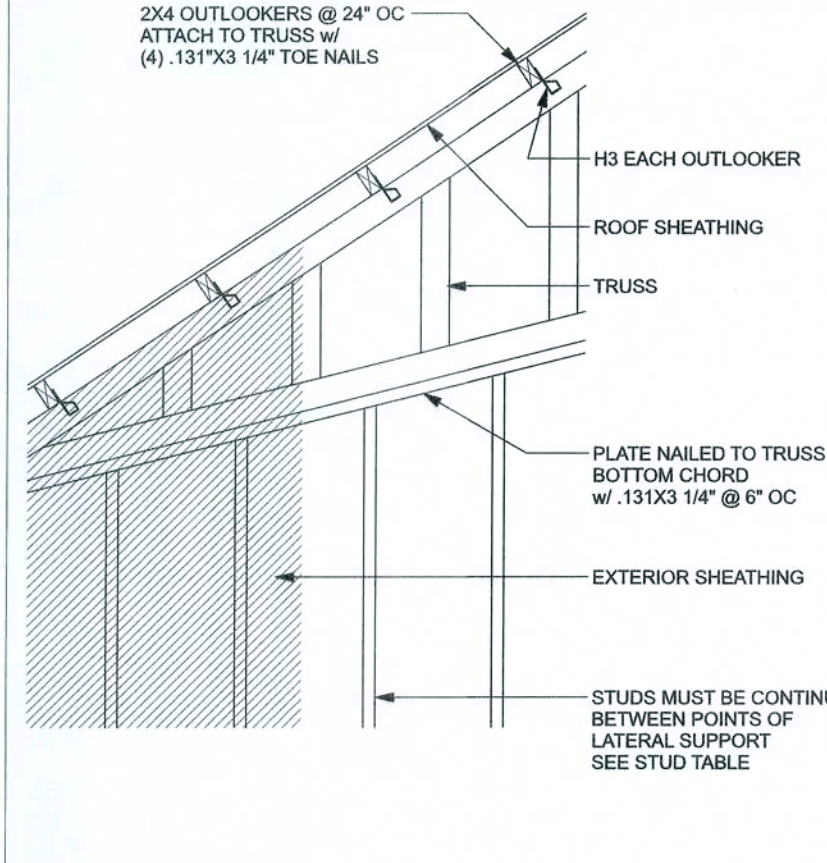 2X4 OUTLOOKERS @ 24" OC
ATTACH TO TRUSS w/
(4) .131"X3 1/4" TOE NAILS
H3 EACH OUTLOOKER
ROOF SHEATHING
TRUSS
PLATE NAILED TO TRUSS
BOTTOM CHORD
w/ .131X3 1/4" @ 6" OC
EXTERIOR SHEATHING
STUDS MUST BE CONTINU
BETWEEN POINTS OF
LATERAL SUPPORT
SEE STUD TABLE